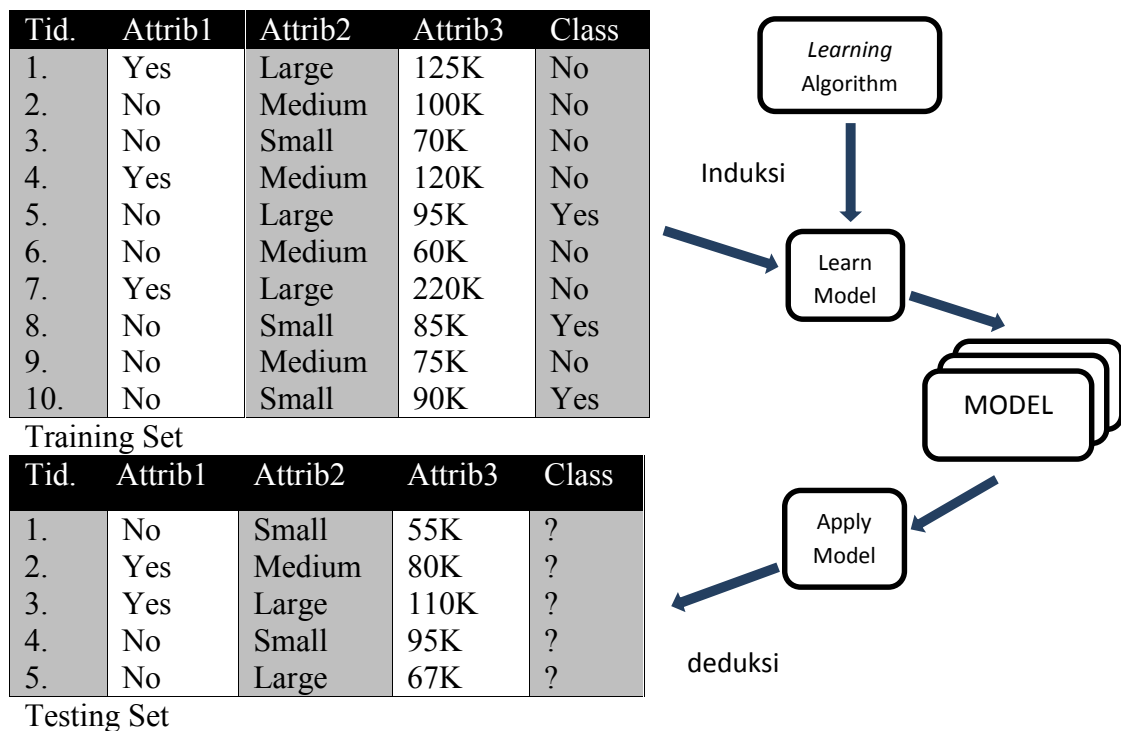 Tid. Attrib1 Attrib2 Attrib3 Class
1. Yes Large 125K No
2. No Medium 100K No
3. No Small 70K No
4. Yes Medium 120K No
5. No Large 95K Yes
6. No Medium 60K No
7. Yes Large 220K No
8. No Small 85K Yes
9. No Medium 75K No
10. No Small 90K Yes
Training Set
Tid. Attrib1 Attrib2 Attrib3 Class
1. No Small 55K ?
2. Yes Medium 80K ?
3. Yes Large 110K ?
4. No Small 95K ?
5. No Large 67K ?
Testing Set
Learning
Algorithm
Induksi
Learn
Model
MODEL
Apply
Model
deduksi